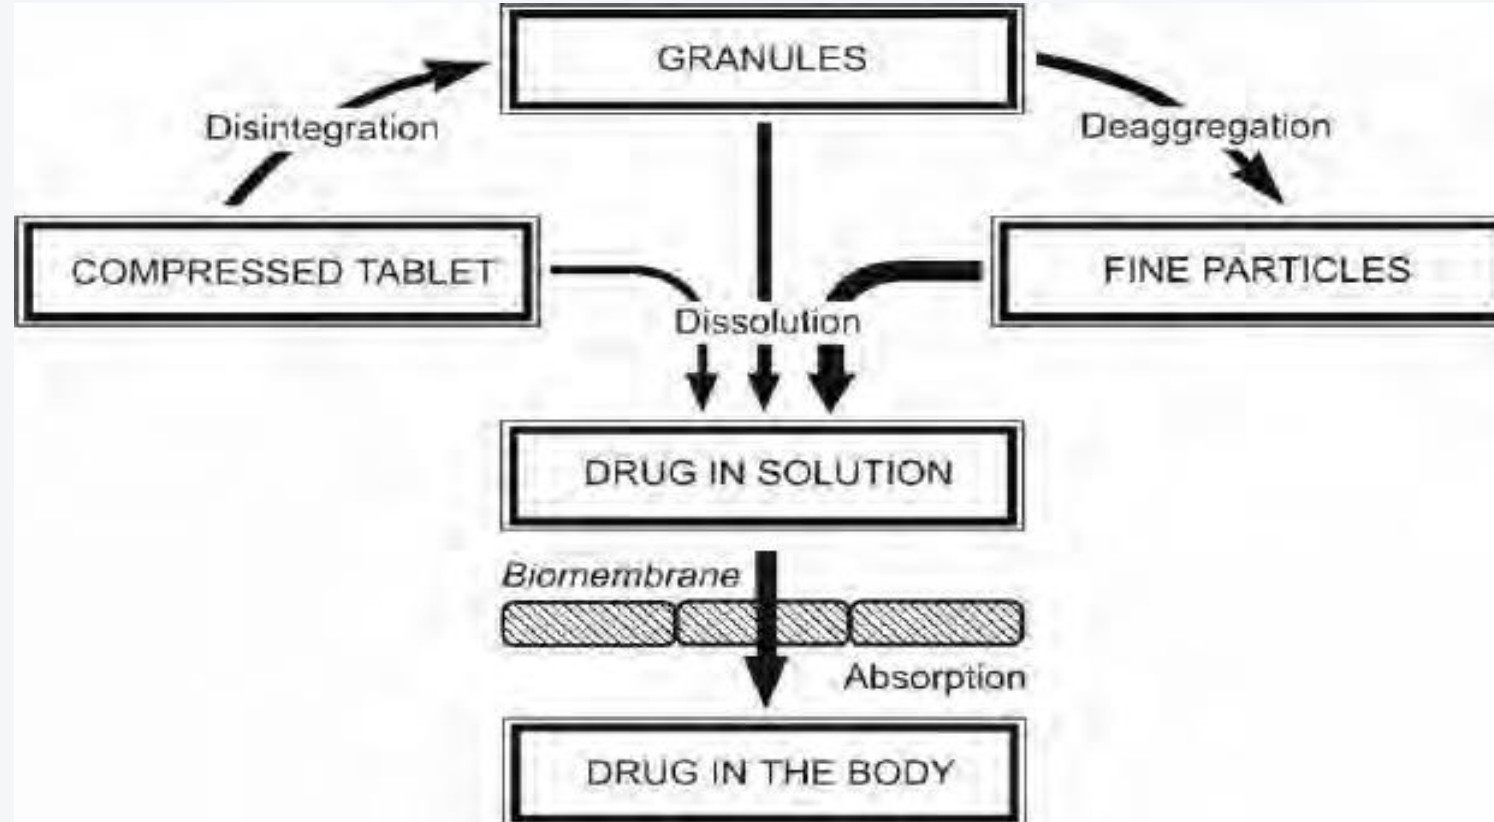 GRANULES
Disintegration
Deaggregation
COMPRESSED TABLET
FINE PARTICLES
Dissolution
DRUG IN SOLUTION
Biomembrane
Absorption
DRUG IN THE BODY